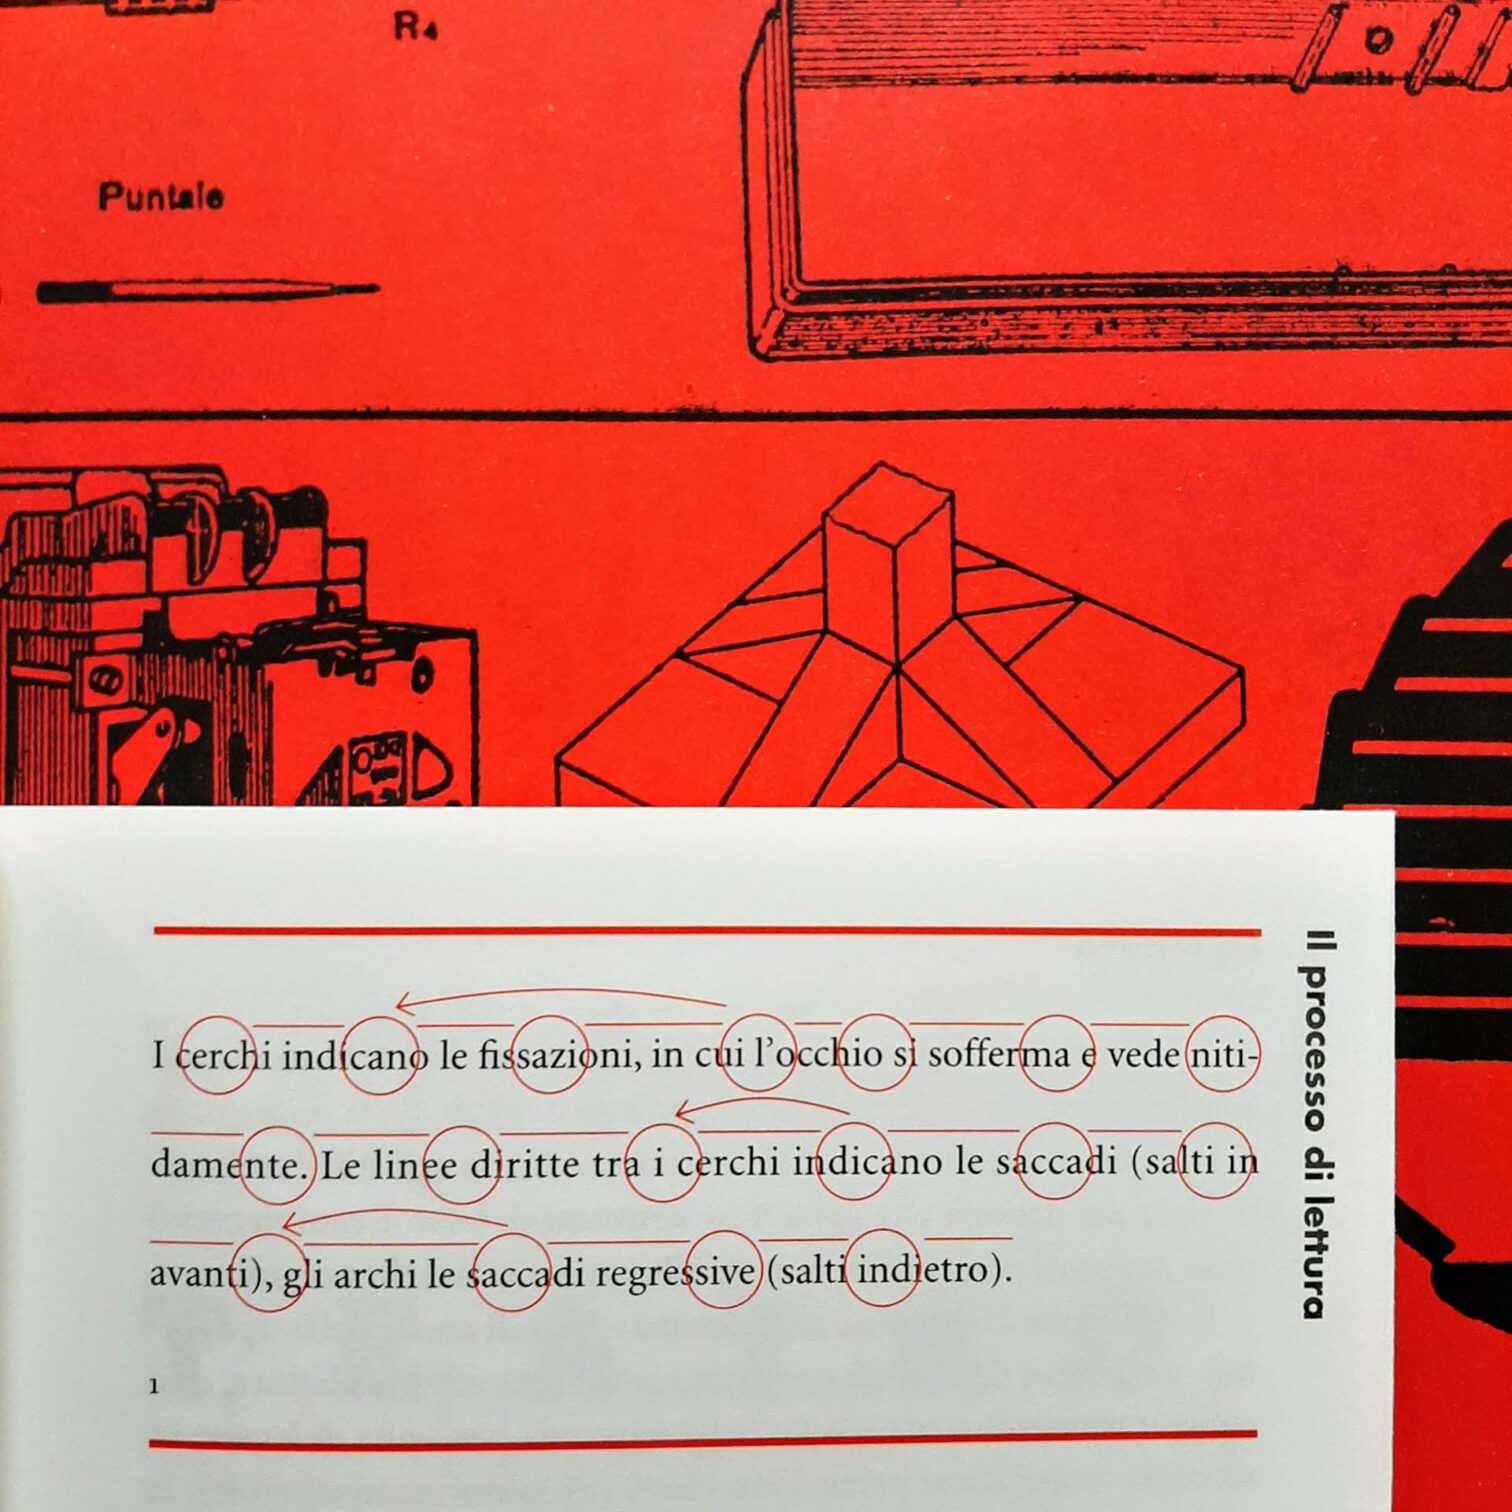 R4
Puntale
I cerchi indicano le fissazioni, in cui l’occhio si sofferma e vede niti-
damente. Le linee diritte tra i cerchi indicano le saccadi (salti in
avanti), gli archi le saccadi regressive (salti indietro).
1
Il processo di lettura